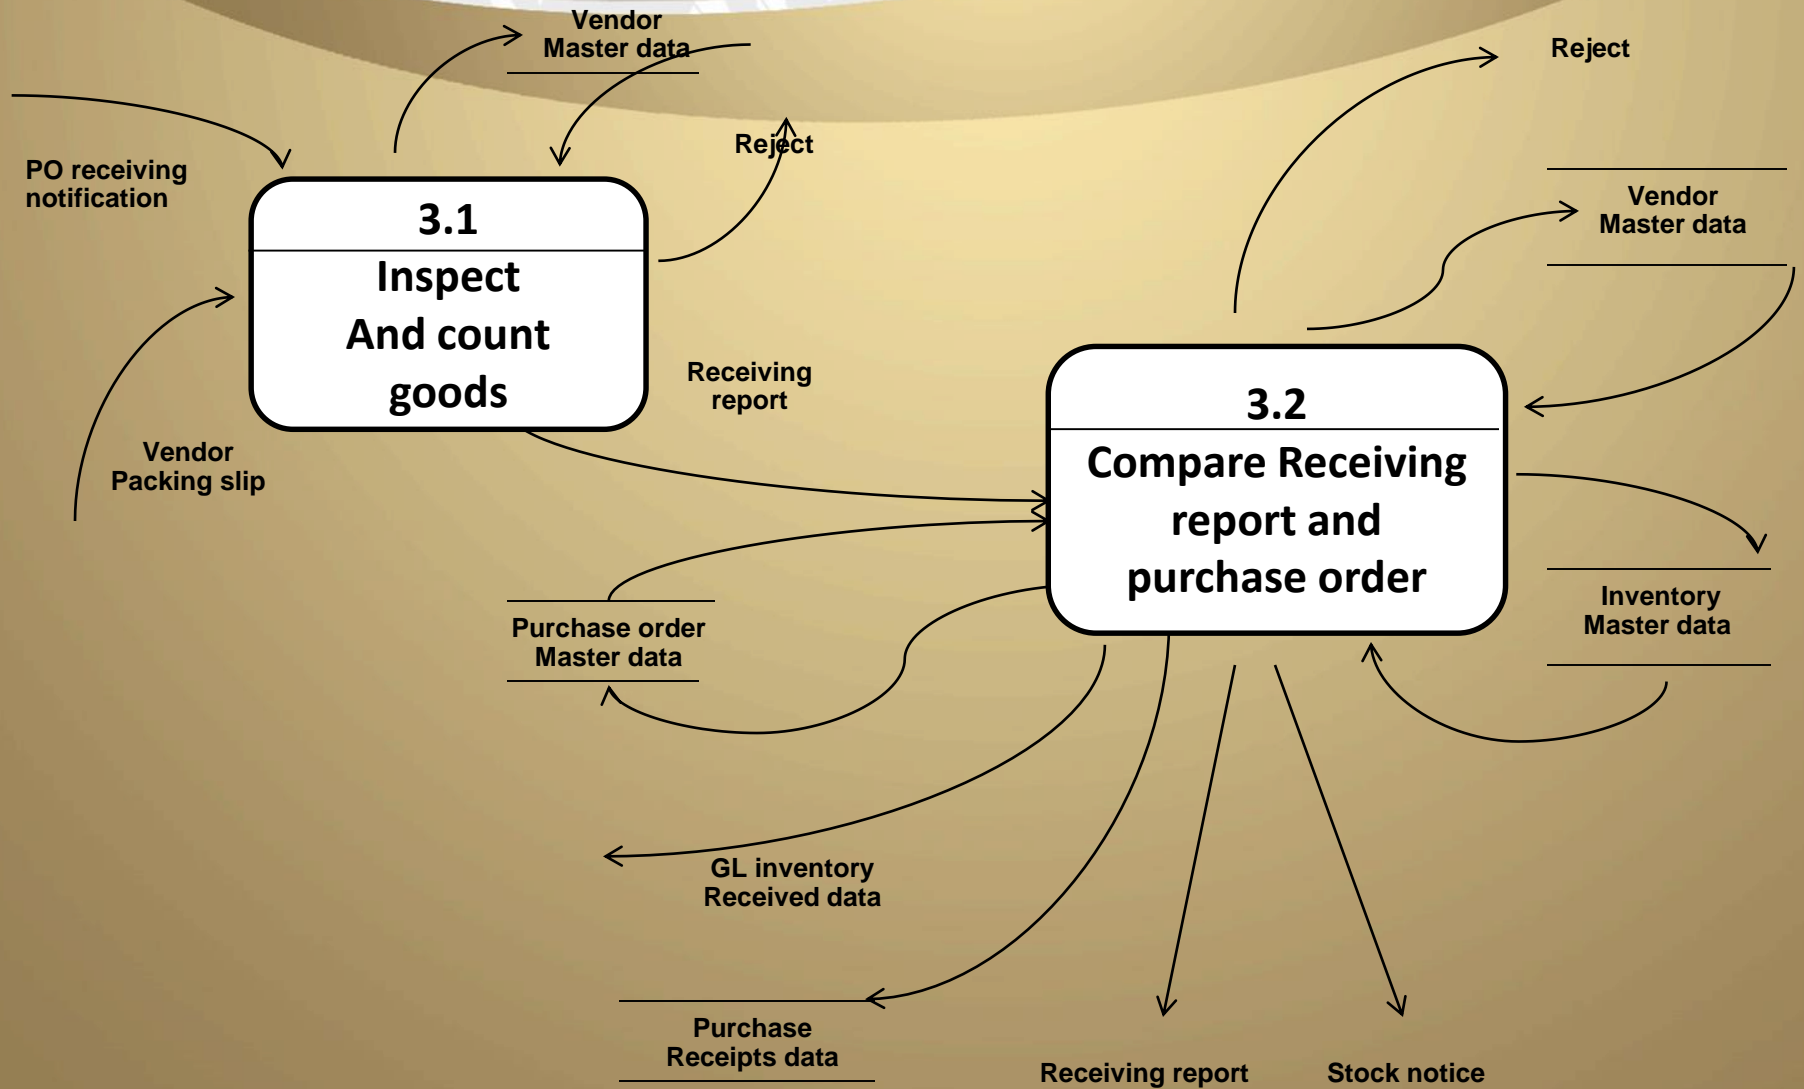 Vendor
Master data
Reject
Reject
PO receiving
notification
3.1
Inspect
And count
goods
Vendor
Master data
Receiving
report
3.2
Compare Receiving
report and
purchase order
Vendor
Packing slip
Purchase order
Master data
Inventory
Master data
GL inventory
Received data
Purchase
Receipts data
Receiving report
Stock notice